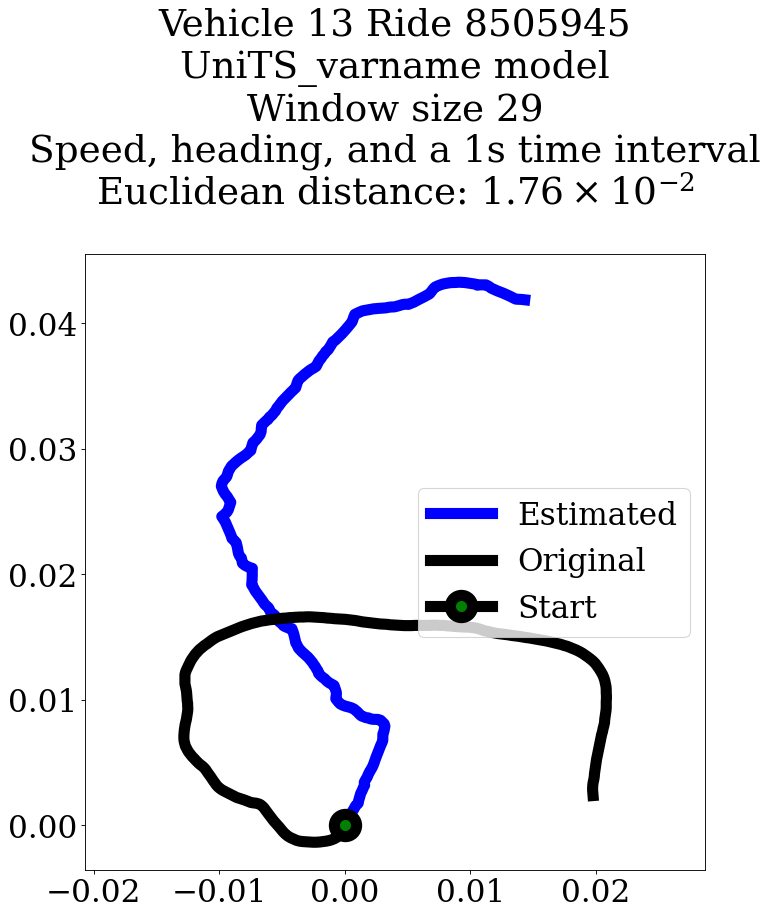 Vehicle 13 Ride 8505945
UniTS_varname model
Window size 29
Speed, heading, and a 1s time interval
Euclidean distance: 1.76 × 10⁻²
0.04
0.03
Estimated
Original
0.02
Start
0.01
0.00
−0.02 −0.01 0.00 0.01 0.02